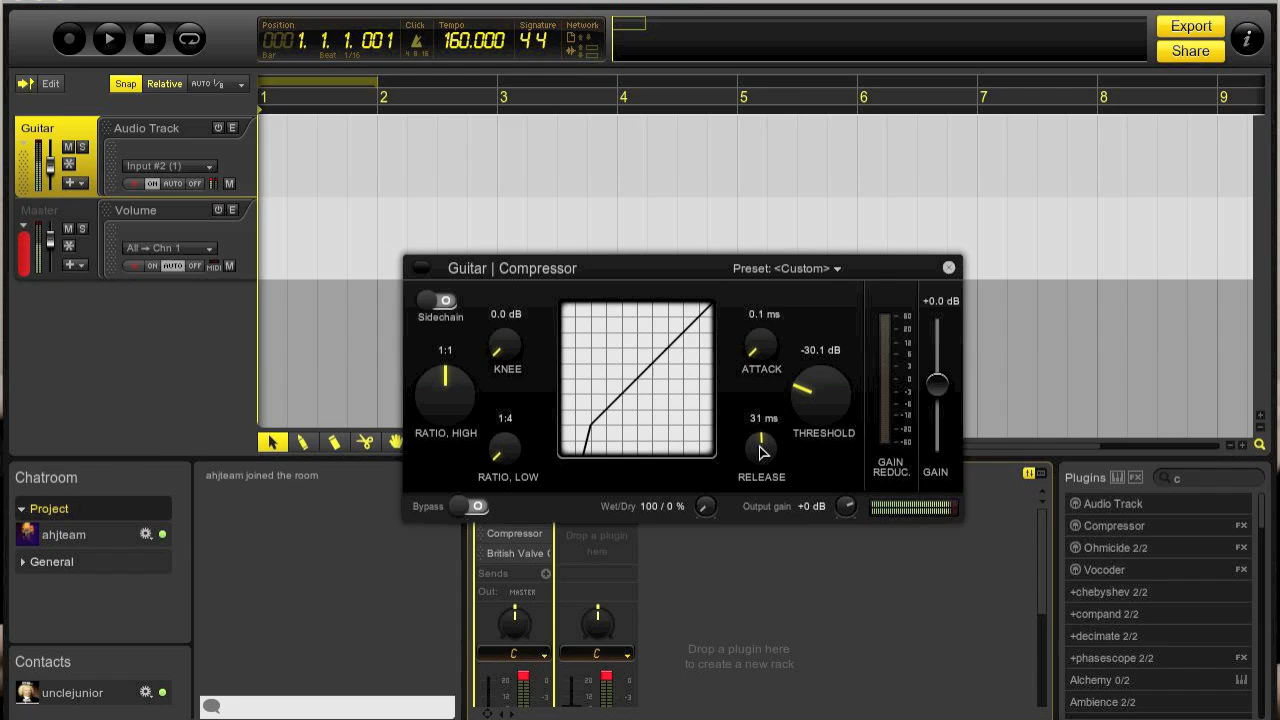 Position
Click
Tempo
Signature
Network
0001. 1. 1. 001
160.000
4 4
Bar
Beat
1/16
Export
Share
Edit
Snap
Relative
AUTO 1/8
1 2 3 4 5 6 7 8 9
Guitar
M S
Audio Track
E
Input #2 (1)
ON AUTO OFF M
Master
M S
Volume
E
All → Chn 1
ON AUTO OFF MIDI M
Guitar | Compressor
Preset: <Custom>
Sidechain
0.0 dB
KNEE
1:1
RATIO, HIGH
1:4
RATIO, LOW
0.1 ms
ATTACK
-30.1 dB
THRESHOLD
31 ms
RELEASE
GAIN
REDUC.
+0.0 dB
GAIN
Bypass
Wet/Dry 100 / 0 %
Output gain +0 dB
Chatroom
Project
ahjteam
General
Contacts
unclejunior
ahjteam joined the room
Compressor
British Valve
Sends
Out: MASTER
C
Drop a plugin
here
C
Drop a plugin here
to create a new rack
Plugins
FX
c
Audio Track
Compressor FX
Ohmicide 2/2
Vocoder FX
+chebyshev 2/2
+compand 2/2
+decimate 2/2
+phasescope 2/2 FX
Alchemy 0/2
Ambience 2/2